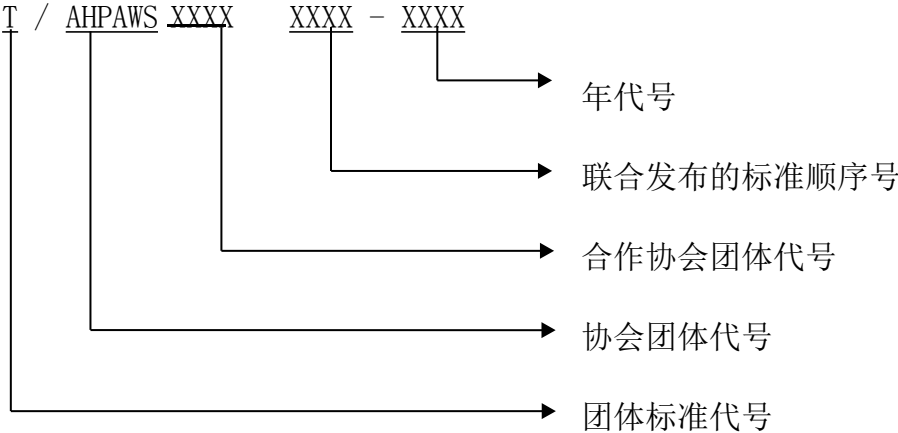 T / AHPAWS XXXX XXXX - XXXX
年代号
联合发布的标准顺序号
合作协会团体代号
协会团体代号
团体标准代号